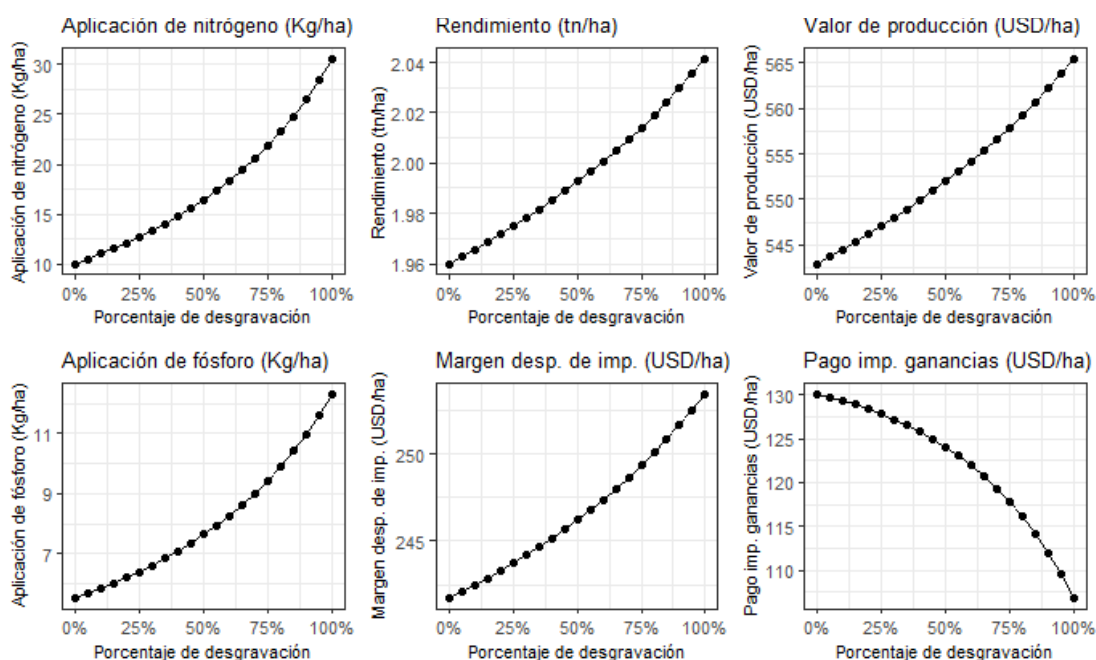 Aplicación de nitrógeno (Kg/ha)
Aplicación de nitrógeno (Kg/ha)
30
25
20
15
10
0% 25% 50% 75% 100%
Porcentaje de desgravación
Rendimiento (tn/ha)
Rendimiento (tn/ha)
2.04
2.02
2.00
1.98
1.96
0% 25% 50% 75% 100%
Porcentaje de desgravación
Valor de producción (USD/ha)
Valor de producción (USD/ha)
565
560
555
550
545
0% 25% 50% 75% 100%
Porcentaje de desgravación
Aplicación de fósforo (Kg/ha)
Aplicación de fósforo (Kg/ha)
11
9
7
0% 25% 50% 75% 100%
Porcentaje de desgravación
Margen desp. de imp. (USD/ha)
Margen desp. de imp. (USD/ha)
250
245
0% 25% 50% 75% 100%
Porcentaje de desgravación
Pago imp. ganancias (USD/ha)
Pago imp. ganancias (USD/ha)
130
125
120
115
110
0% 25% 50% 75% 100%
Porcentaje de desgravación